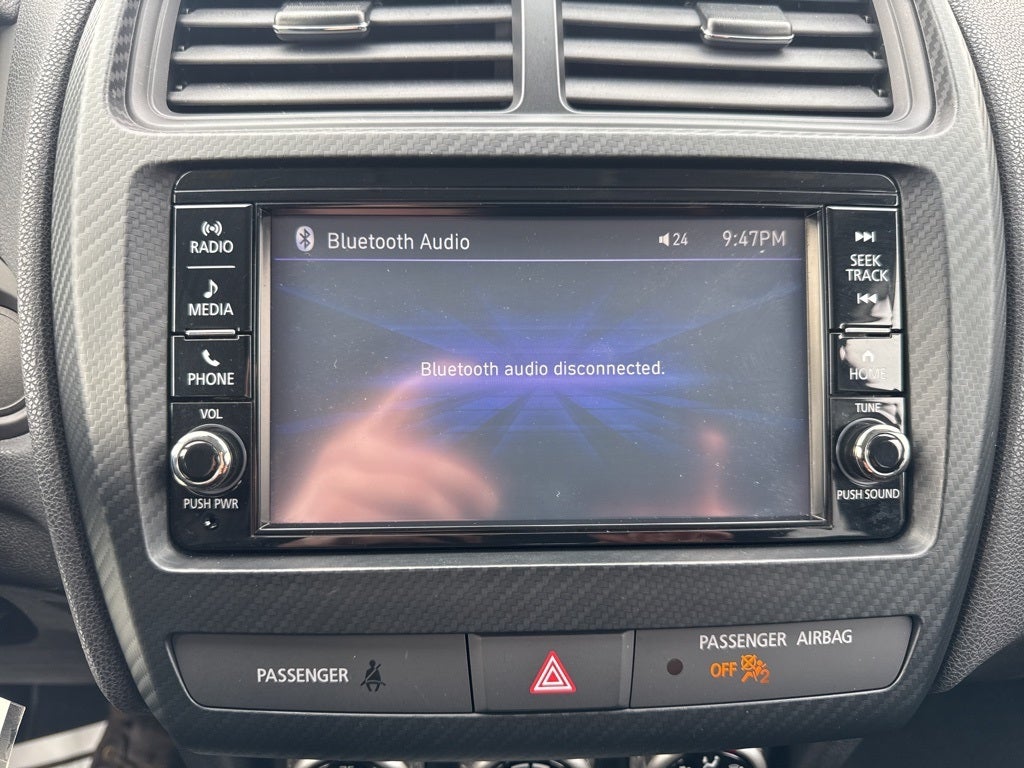 RADIO
MEDIA
PHONE
VOL
PUSH PWR
Bluetooth Audio
24
9:47PM
Bluetooth audio disconnected.
SEEK
TRACK
HOME
TUNE
PUSH SOUND
PASSENGER
PASSENGER AIRBAG
OFF 2